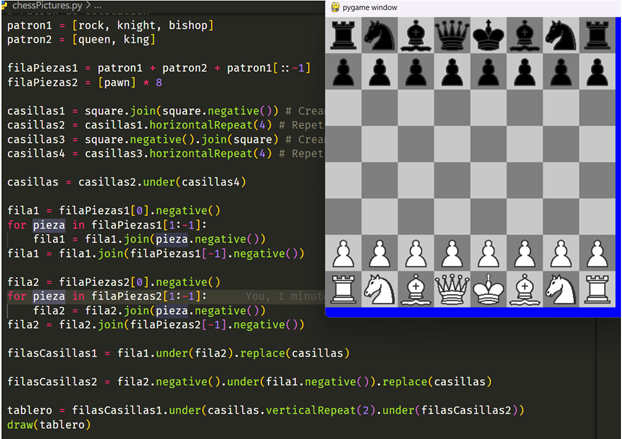 chessPictures.py > ...
pygame window
patron1 = [rock, knight, bishop]
patron2 = [queen, king]
filaPiezas1 = patron1 + patron2 + patron1[::-1]
filaPiezas2 = [pawn] * 8
casillas1 = square.join(square.negative()) # Crea
casillas2 = casillas1.horizontalRepeat(4) # Repet
casillas3 = square.negative().join(square) # Crea
casillas4 = casillas3.horizontalRepeat(4) # Repet
casillas = casillas2.under(casillas4)
fila1 = filaPiezas1[0].negative()
for pieza in filaPiezas1[1:-1]:
fila1 = fila1.join(pieza.negative())
fila1 = fila1.join(filaPiezas1[-1].negative())
fila2 = filaPiezas2[0].negative()
for pieza in filaPiezas2[1:-1]: You, 1 minut
fila2 = fila2.join(pieza.negative())
fila2 = fila2.join(filaPiezas2[-1].negative())
filasCasillas1 = fila1.under(fila2).replace(casillas)
filasCasillas2 = fila2.negative().under(fila1.negative()).replace(casillas)
tablero = filasCasillas1.under(casillas.verticalRepeat(2).under(filasCasillas2))
draw(tablero)